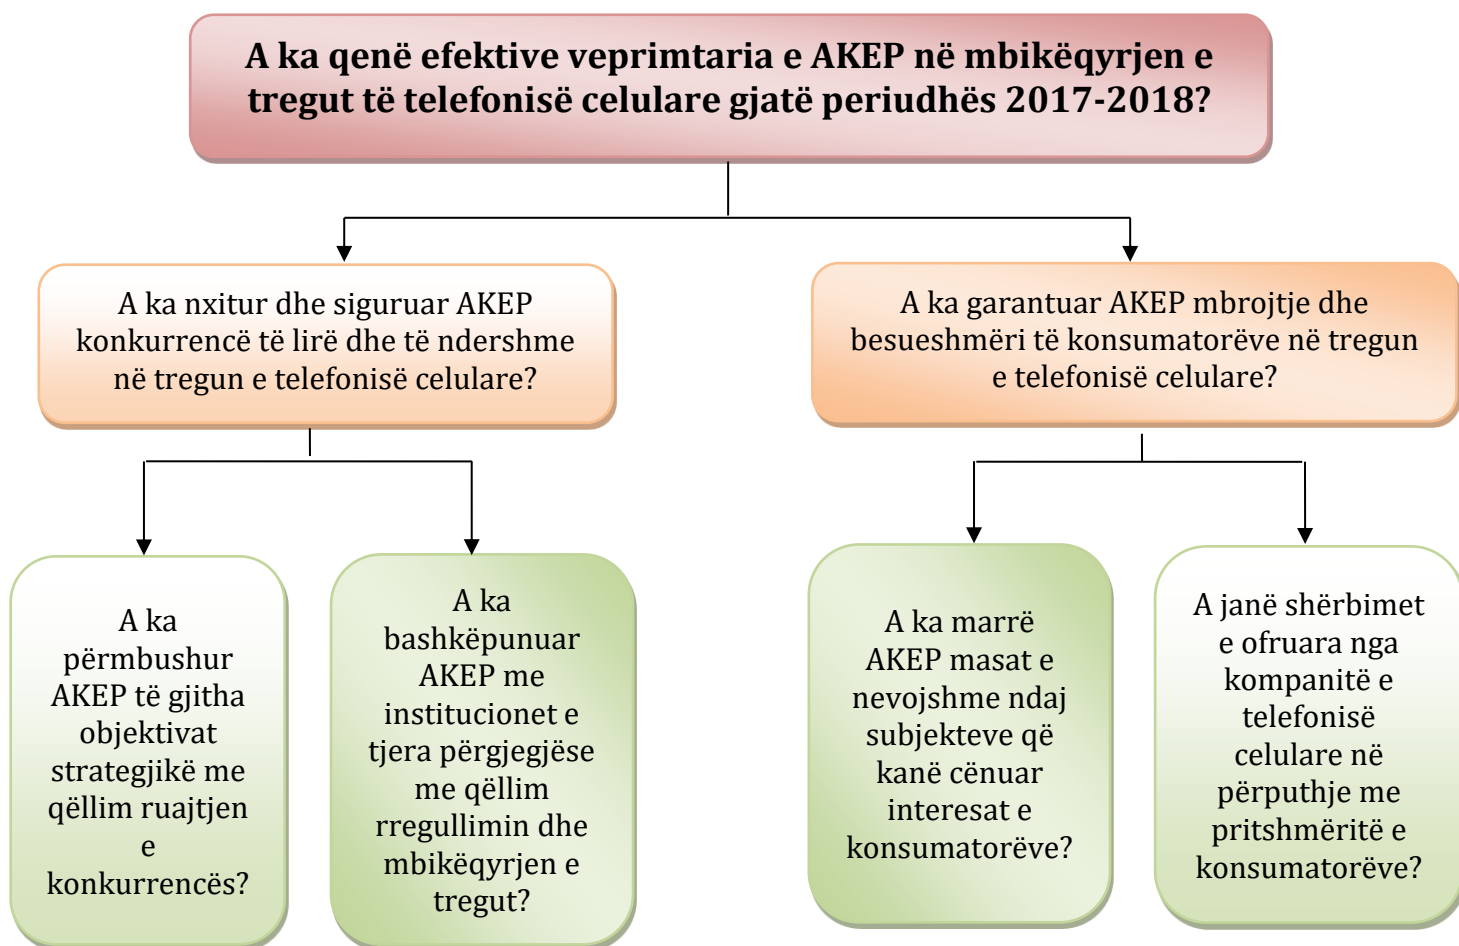 A ka qenë efektive veprimtaria e AKEP në mbikëqyrjen e
tregut të telefonisë celulare gjatë periudhës 2017-2018?
A ka nxitur dhe siguruar AKEP
konkurrencë të lirë dhe të ndershme
në tregun e telefonisë celulare?
A ka garantuar AKEP mbrojtje dhe
besueshmëri të konsumatorëve në tregun
e telefonisë celulare?
A ka
përmbushur
AKEP të gjitha
objektivat
strategjikë me
qëllim ruajtjen
e
konkurrencës?
A ka
bashkëpunuar
AKEP me
institucionet e
tjera përgjegjëse
me qëllim
rregullimin dhe
mbikëqyrjen e
tregut?
A ka marrë
AKEP masat e
nevojshme ndaj
subjekteve që
kanë cënuar
interesat e
konsumatorëve?
A janë shërbimet
e ofruara nga
kompanitë e
telefonisë
celulare në
përputhje me
pritshmëritë e
konsumatorëve?